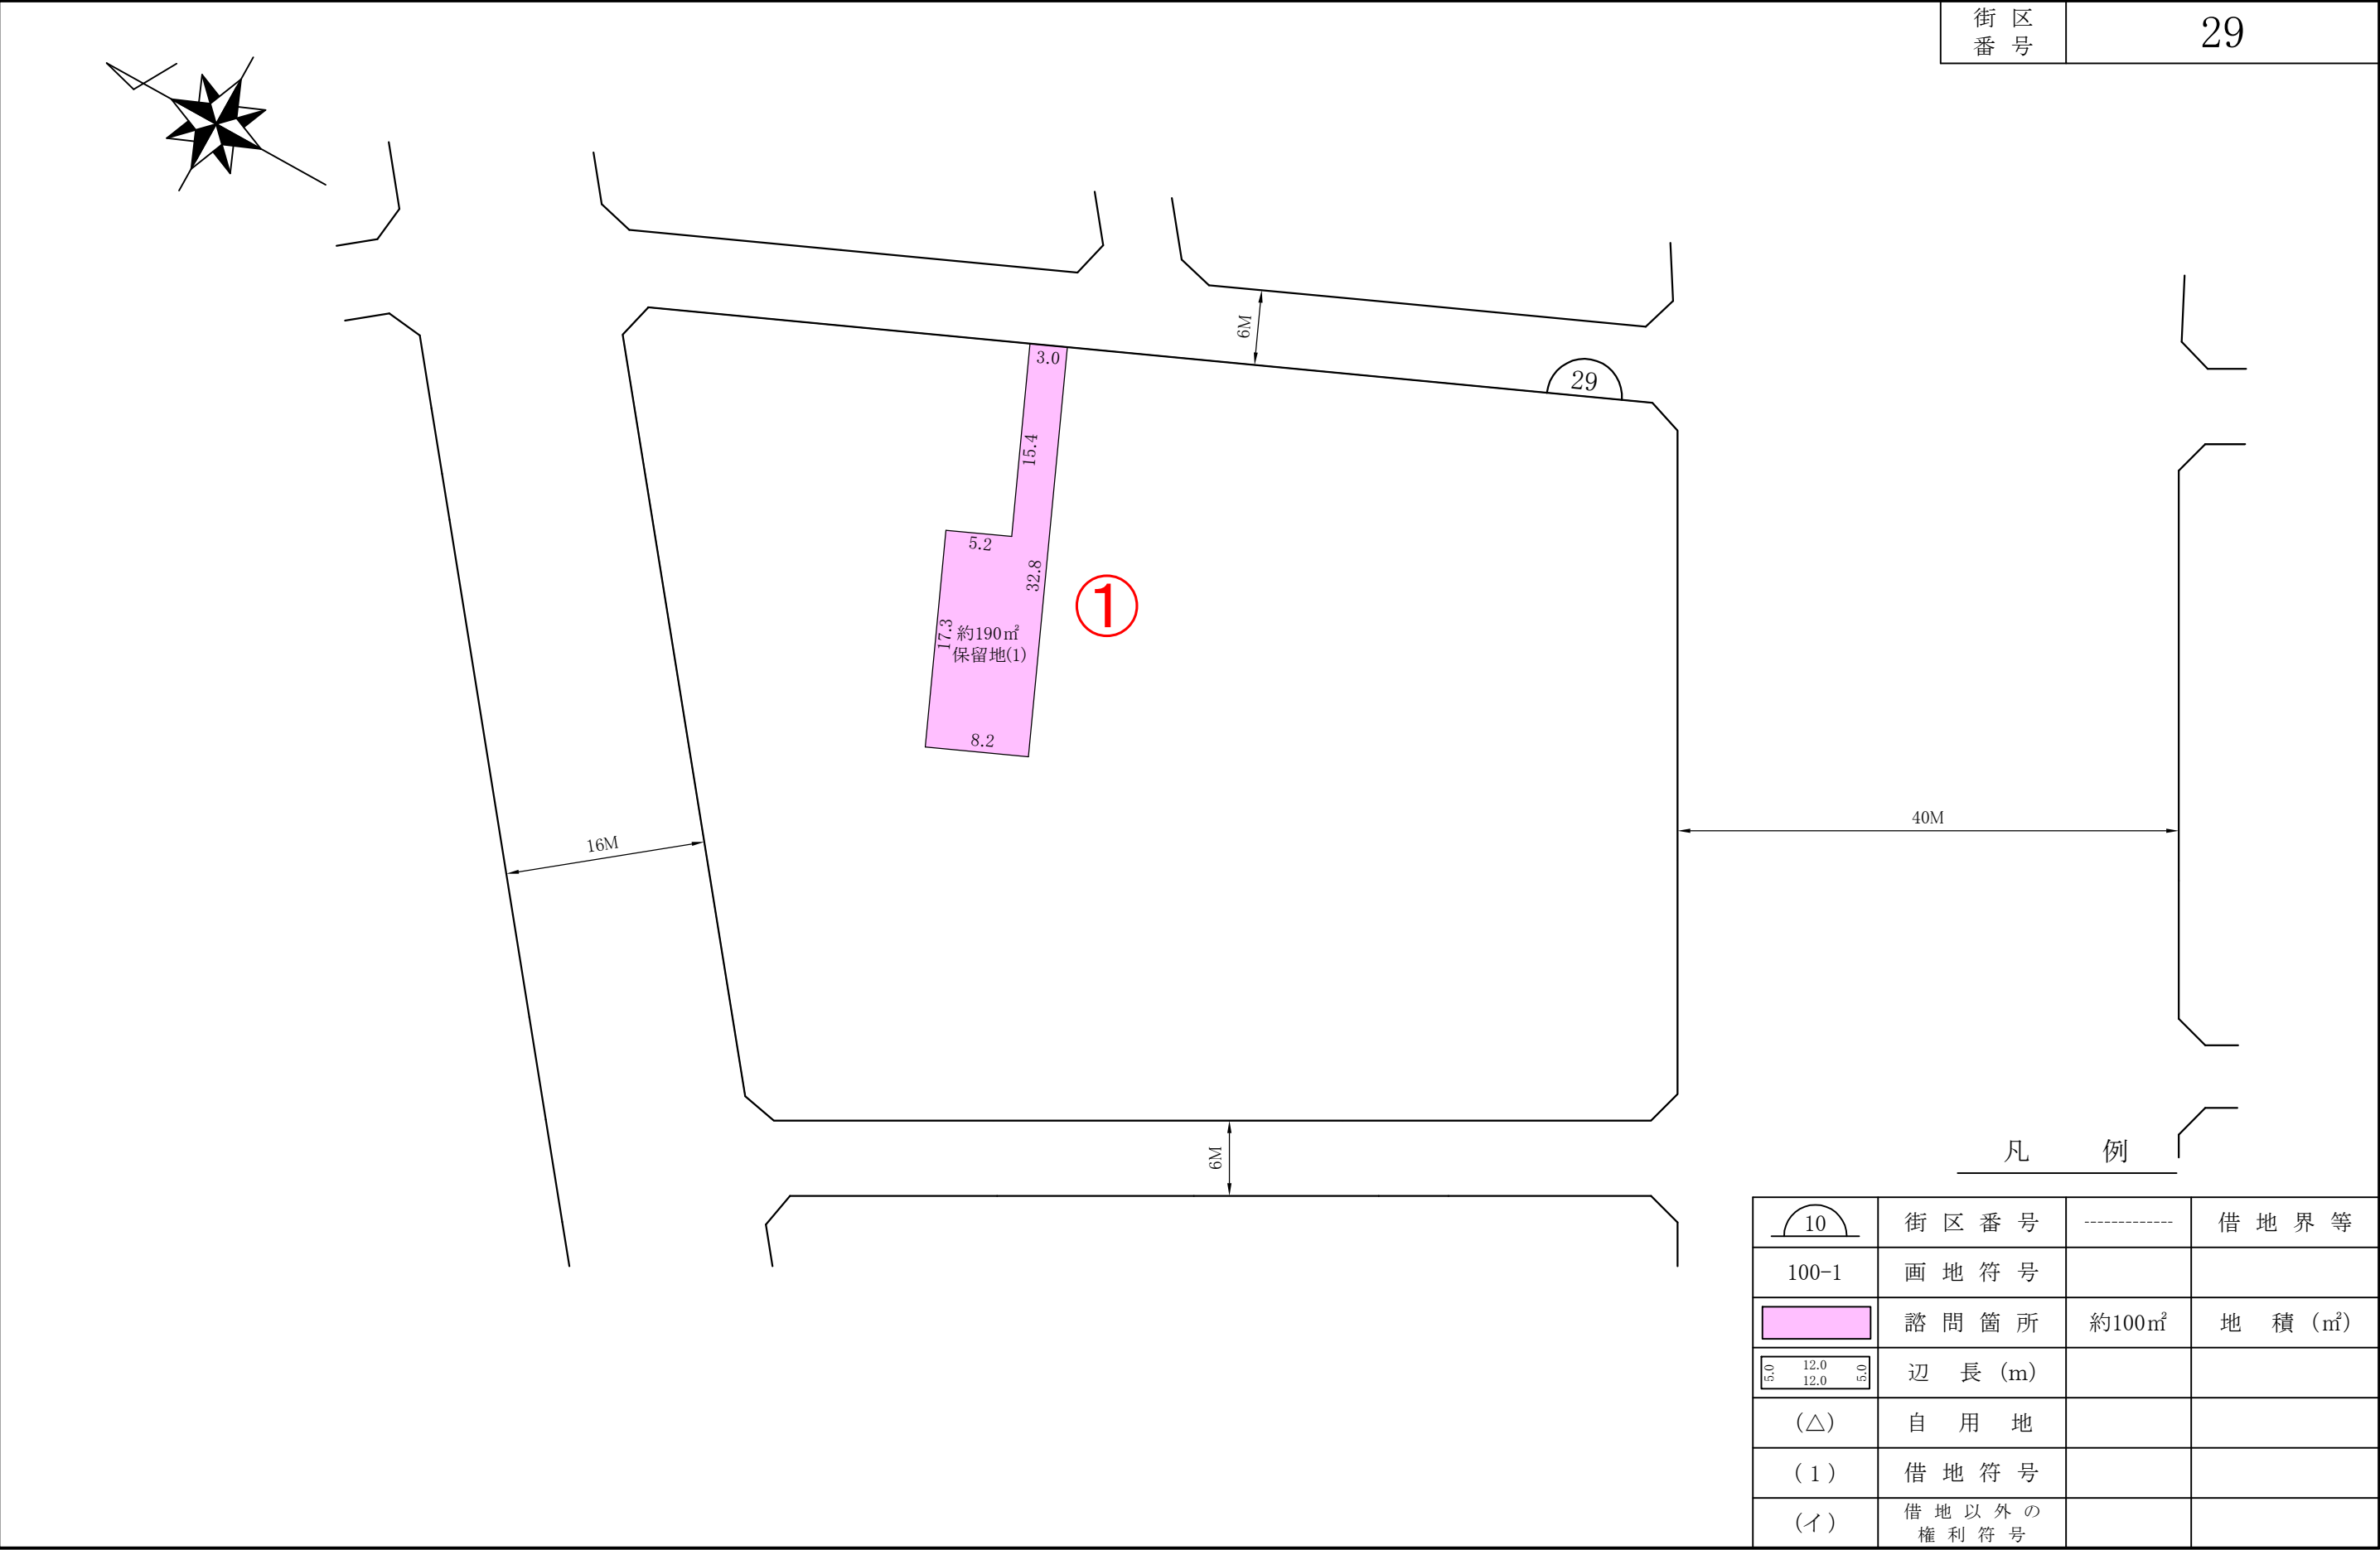 街区
番号
29
6M
29
3.0
15.4
5.2
32.8
①
17.3
約190㎡
保留地(1)
8.2
16M
40M
6M
凡 例
10 街区番号 ------------- 借地界等
100-1 画地符号
諮問箇所 約100㎡ 地 積 (㎡)
5.0 12.0 5.0
12.0
辺 長 (m)
(△) 自 用 地
(1) 借地符号
(イ) 借地以外の
権利符号